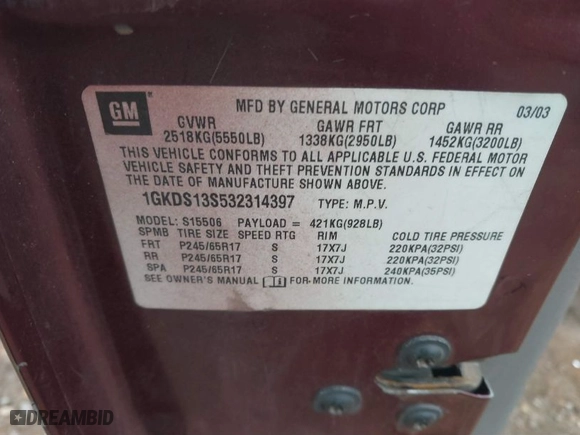 GM
MFD BY GENERAL MOTORS CORP 03/03
GVWR GAWR FRT GAWR RR
2518KG(5550LB) 1338KG(2950LB) 1452KG(3200LB)
THIS VEHICLE CONFORMS TO ALL APPLICABLE U.S. FEDERAL MOTOR
VEHICLE SAFETY AND THEFT PREVENTION STANDARDS IN EFFECT ON
THE DATE OF MANUFACTURE SHOWN ABOVE.
1GKDS13S532314397 TYPE: M.P.V.
MODEL: S15506 PAYLOAD = 421KG(928LB)
SPMB TIRE SIZE SPEED RTG RIM COLD TIRE PRESSURE
FRT P245/65R17 S 17X7J 220KPA(32PSI)
RR P245/65R17 S 17X7J 220KPA(32PSI)
SPA P245/65R17 S 17X7J 240KPA(35PSI)
SEE OWNER'S MANUAL FOR MORE INFORMATION.
DREAMBID